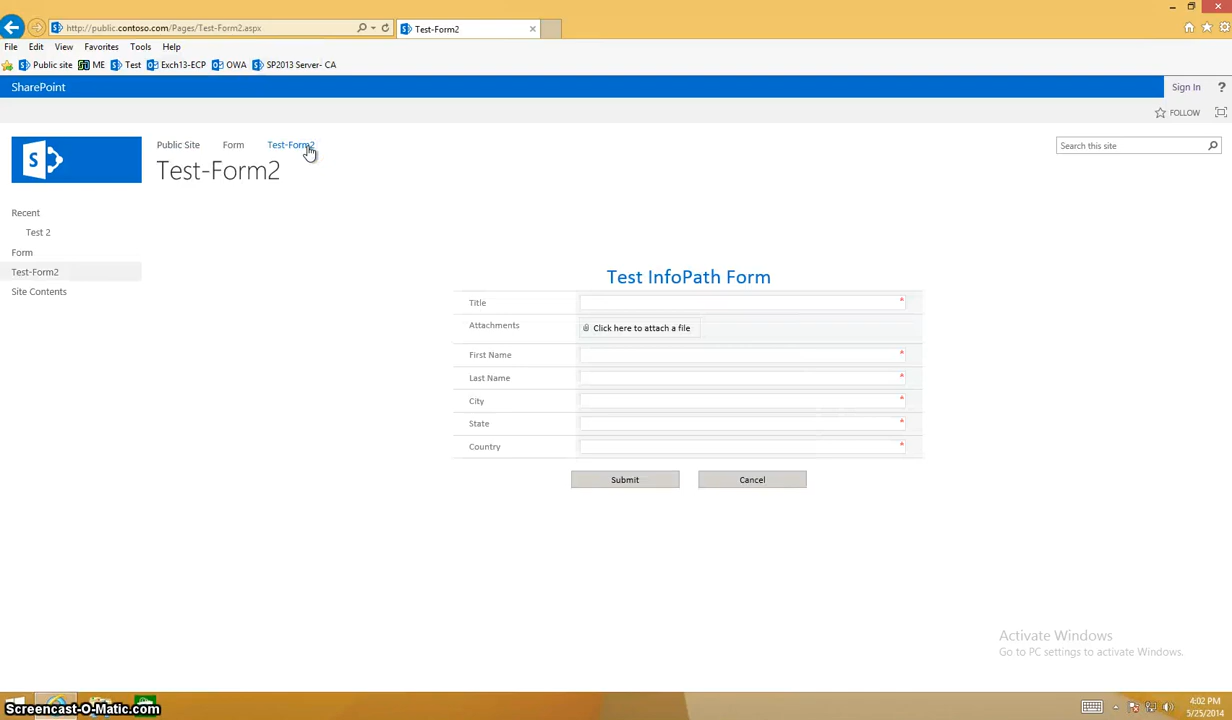 http://public.contoso.com/Pages/Test-Form2.aspx
Test-Form2
File Edit View Favorites Tools Help
Public site ME Test Exch13-ECP OWA SP2013 Server- CA
SharePoint
Sign In ?
FOLLOW
Public Site Form Test-Form2
Search this site
S
Test-Form2
Recent
Test 2
Form
Test-Form2
Site Contents
Test InfoPath Form
Title *
Attachments Click here to attach a file
First Name *
Last Name *
City *
State *
Country *
Submit Cancel
Activate Windows
Go to PC settings to activate Windows.
Screencast-O-Matic.com
4:02 PM
5/25/2014